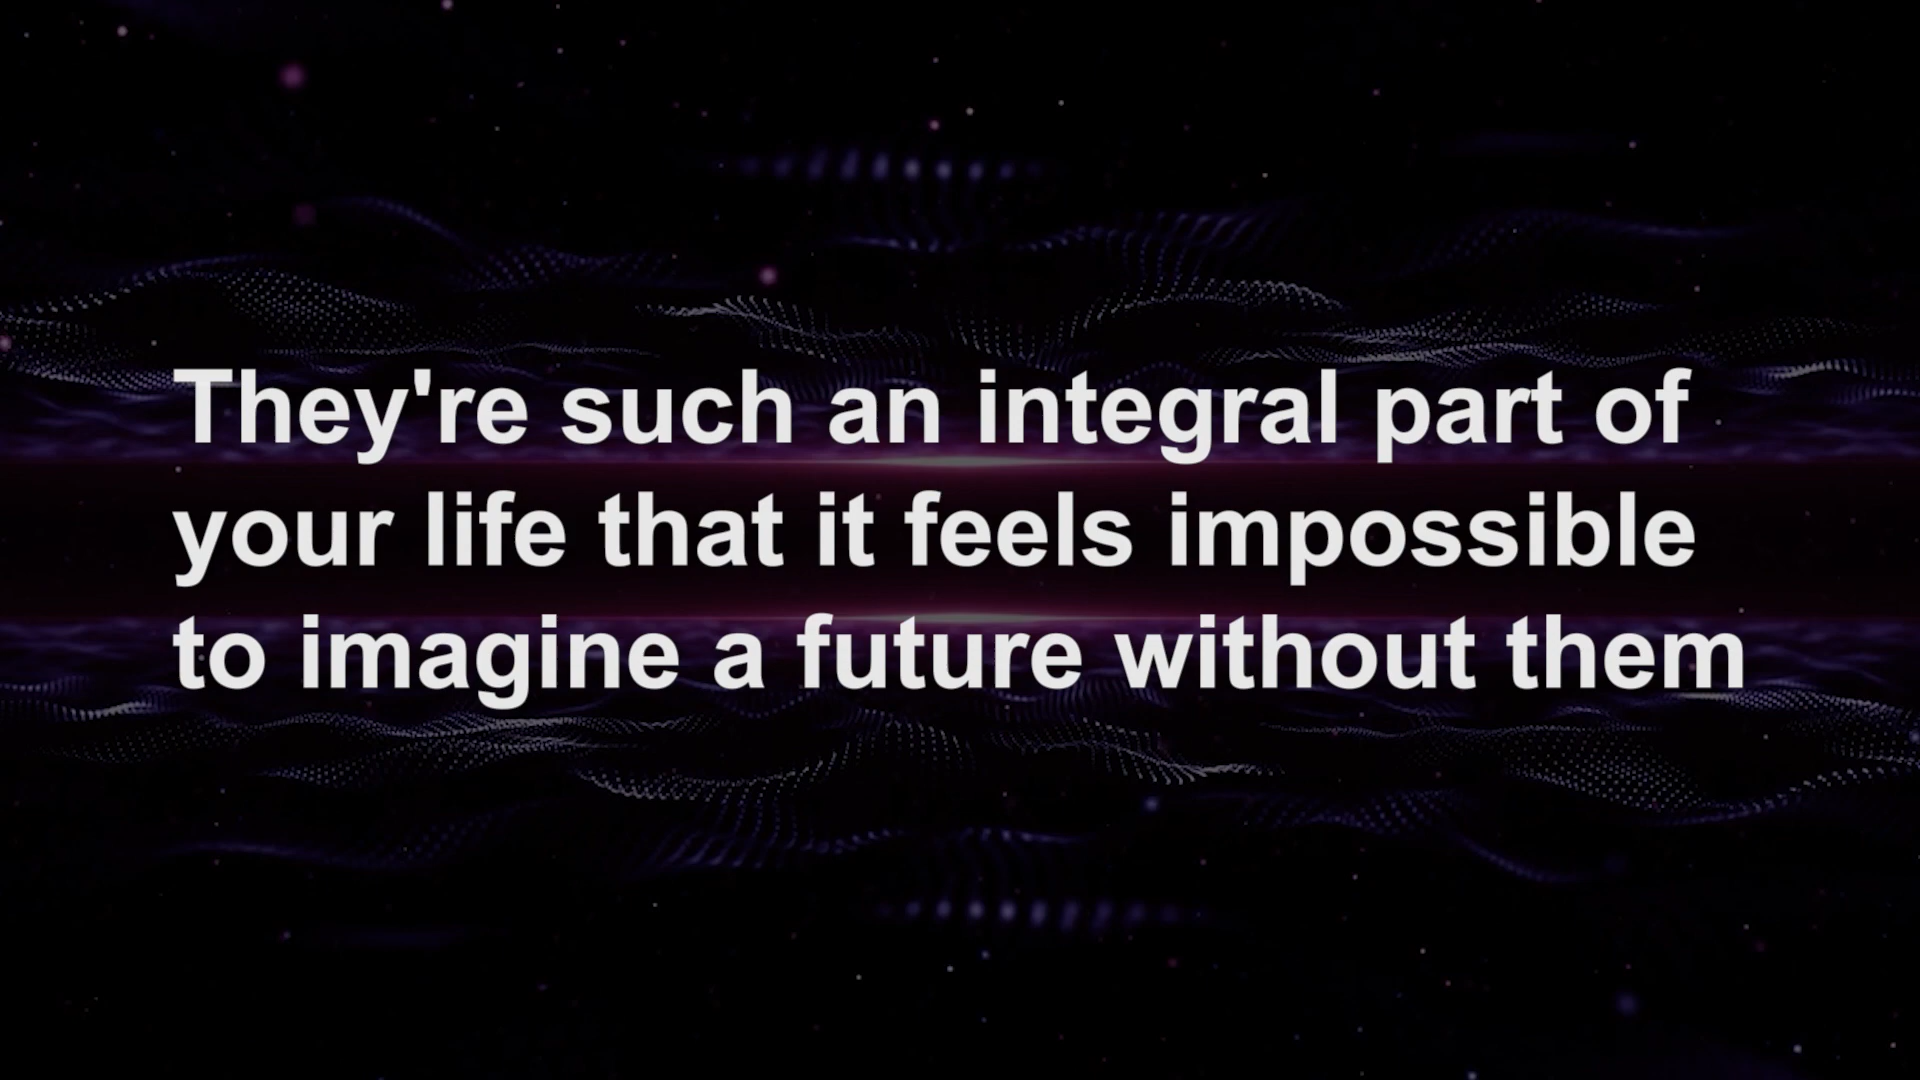 They're such an integral part of
your life that it feels impossible
to imagine a future without them